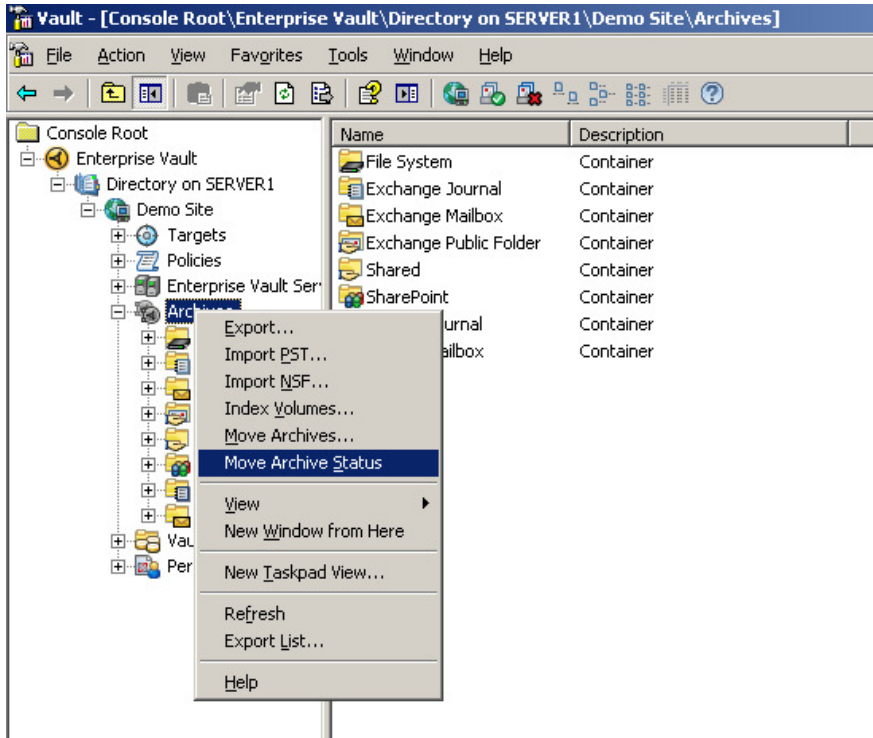 Vault - [Console Root\Enterprise Vault\Directory on SERVER1\Demo Site\Archives]
File Action View Favorites Tools Window Help
Console Root
Enterprise Vault
Directory on SERVER1
Demo Site
Targets
Policies
Enterprise Vault Ser
Archives
Vau
Per
Name Description
File System Container
Exchange Journal Container
Exchange Mailbox Container
Exchange Public Folder Container
Shared Container
SharePoint Container
urnal Container
ailbox Container
Export...
Import PST...
Import NSF...
Index Volumes...
Move Archives...
Move Archive Status
View
New Window from Here
New Taskpad View...
Refresh
Export List...
Help